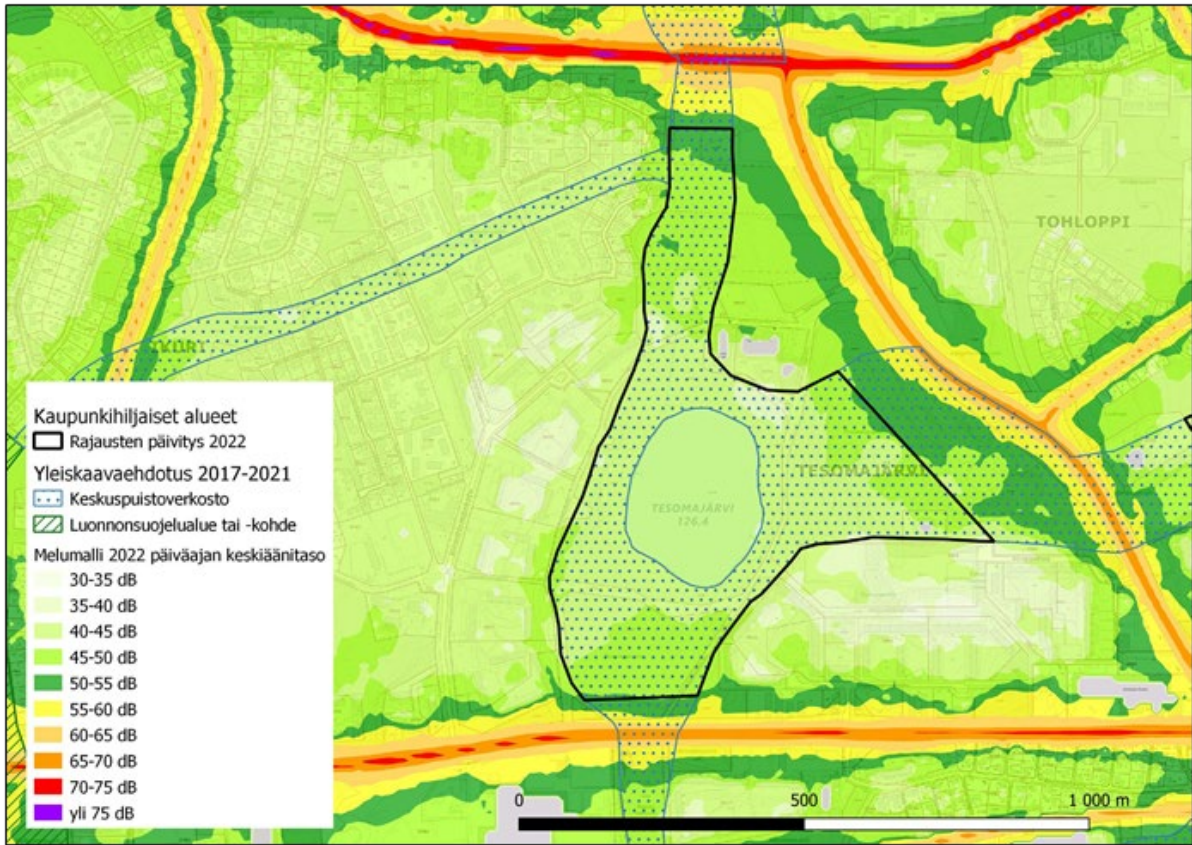 TOHLOPPI
IKURI
TESOMAJÄRVI
TESOMAJÄRVI
126.4
Kaupunkihiljaiset alueet
Rajausten päivitys 2022
Yleiskaavaehdotus 2017-2021
Keskuspuistoverkosto
Luonnonsuojelualue tai -kohde
Melumalli 2022 päiväajan keskiäänitaso
30-35 dB
35-40 dB
40-45 dB
45-50 dB
50-55 dB
55-60 dB
60-65 dB
65-70 dB
70-75 dB
yli 75 dB
0 500 1 000 m